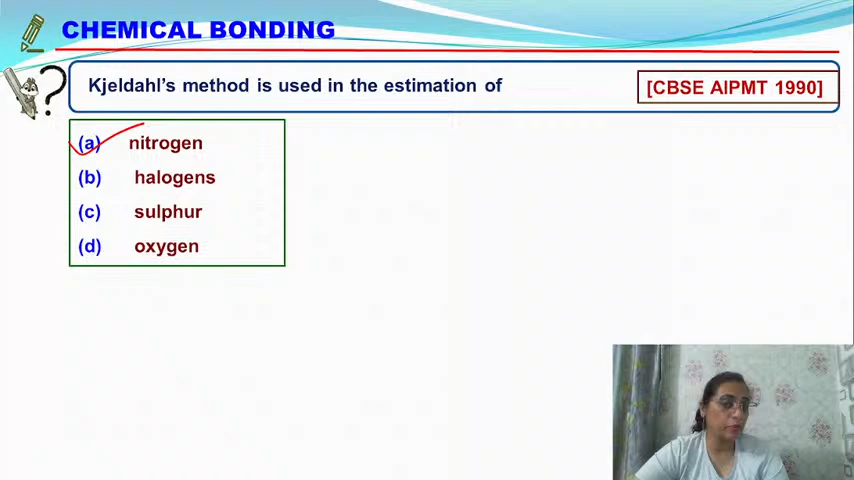 CHEMICAL BONDING
Kjeldahl's method is used in the estimation of
[CBSE AIPMT 1990]
(a) nitrogen
(b) halogens
(c) sulphur
(d) oxygen